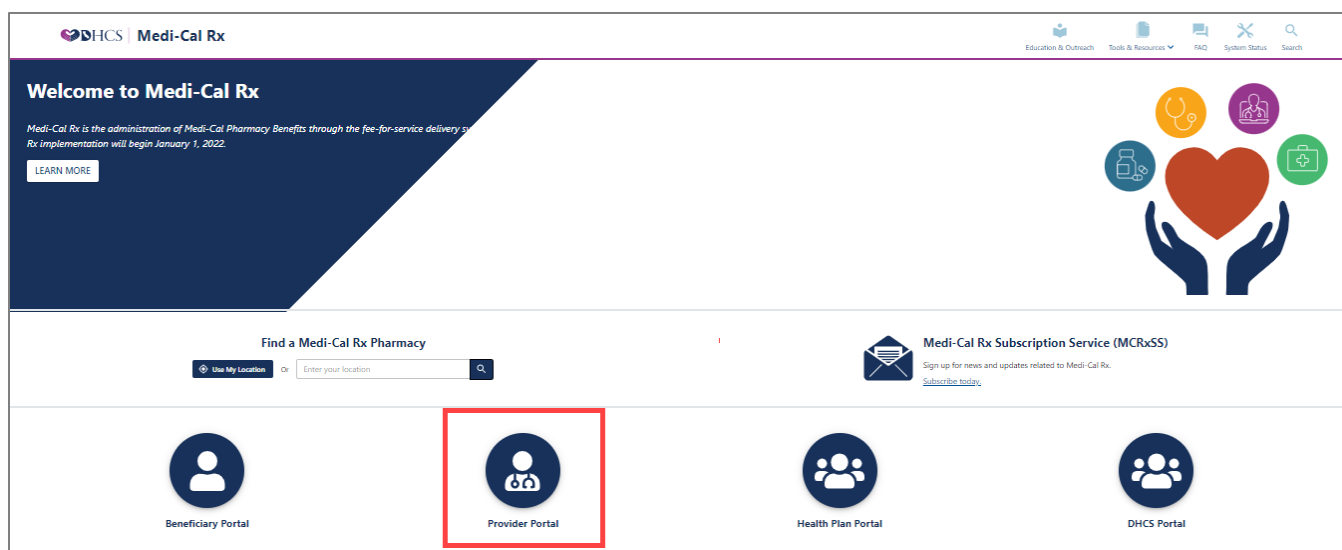 DHCS Medi-Cal Rx
Education & Outreach
Tools & Resources
FAQ
System Status
Search
Welcome to Medi-Cal Rx
Medi-Cal Rx is the administration of Medi-Cal Pharmacy Benefits through the fee-for-service delivery
Rx implementation will begin January 1, 2022.
LEARN MORE
Find a Medi-Cal Rx Pharmacy
Use My Location
Or
Enter your location
Medi-Cal Rx Subscription Service (MCRxSS)
Sign up for news and updates related to Medi-Cal Rx.
Subscribe today.
Beneficiary Portal
Provider Portal
Health Plan Portal
DHCS Portal